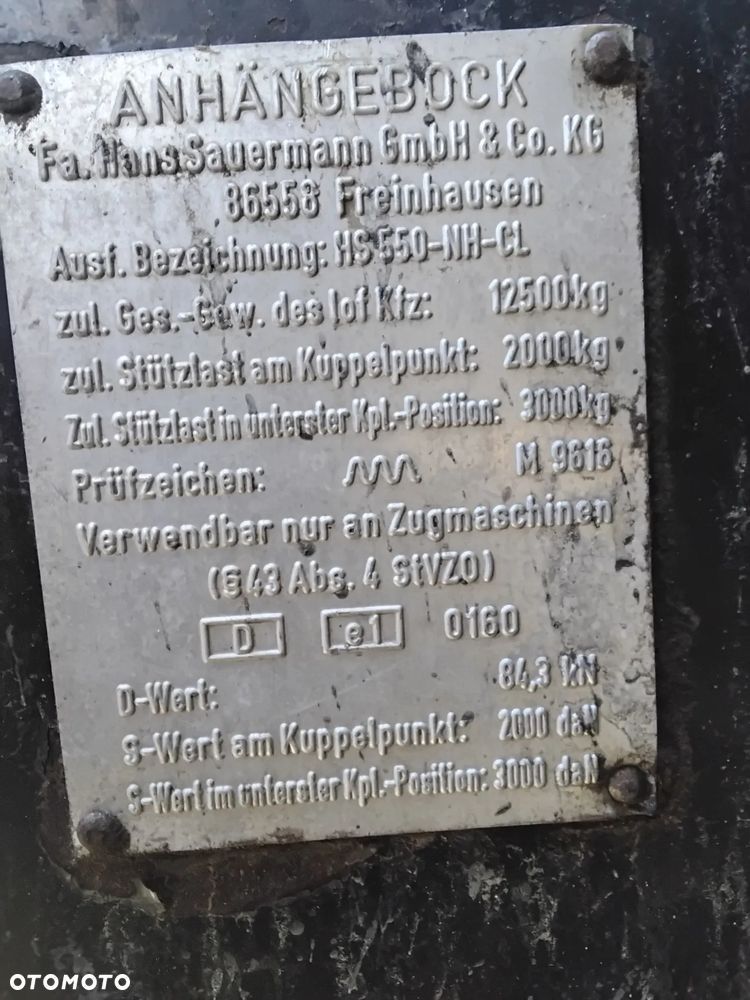 ANHÄNGEBOCK
Fa. Hans Sauermann GmbH & Co. KG
86558 Freinhausen
Ausf. Bezeichnung: HS 550-NH-CL
zul. Ges.-Gew. des lof Kfz: 12500kg
zul. Stützlast am Kuppelpunkt: 2000kg
Zul. Stützlast in unterster Kpl.-Position: 3000kg
Prüfzeichen: M 9616
Verwendbar nur an Zugmaschinen
(§43 Abs. 4 StVZO)
D e1 0160
D-Wert: 84,3 kN
S-Wert am Kuppelpunkt: 2000 daN
S-Wert im unterster Kpl.-Position: 3000 daN
OTOMOTO